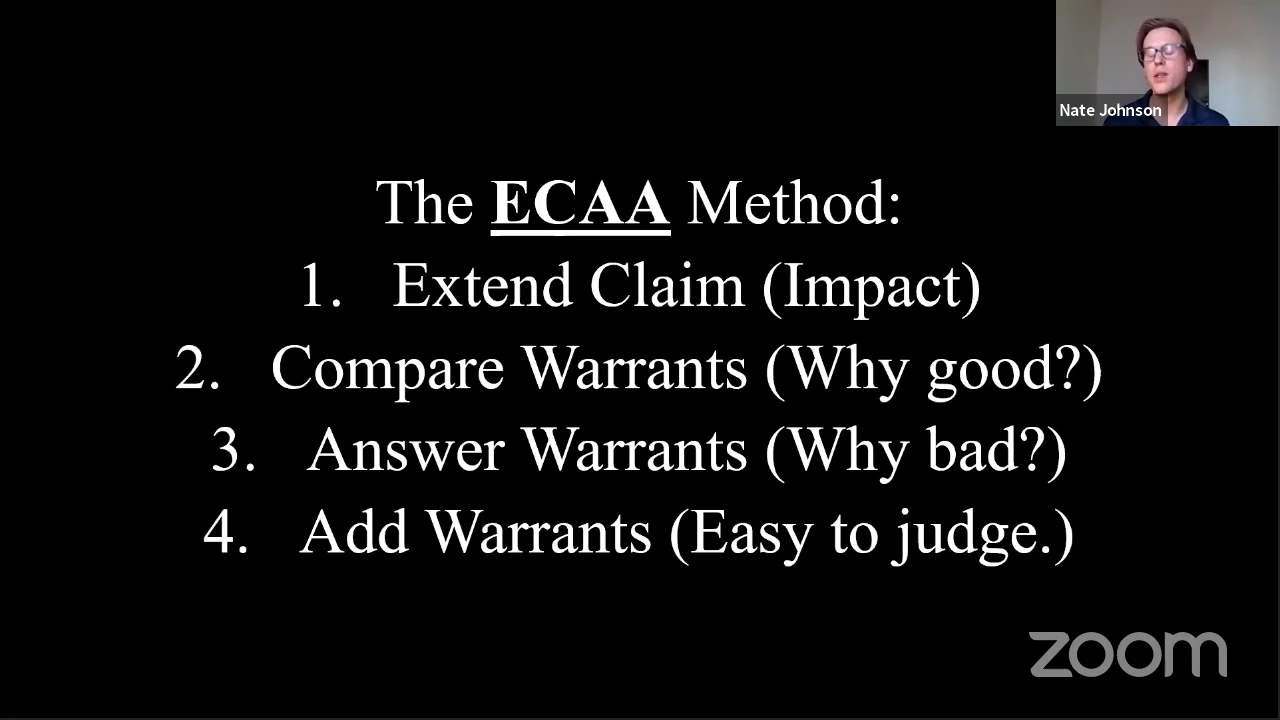 Nate Johnson
The ECAA Method:
1. Extend Claim (Impact)
2. Compare Warrants (Why good?)
3. Answer Warrants (Why bad?)
4. Add Warrants (Easy to judge.)
zoom